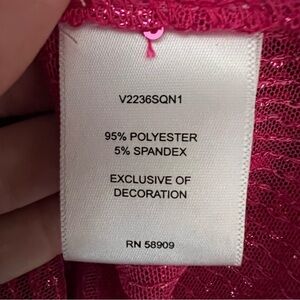 V2236SQN1
95% POLYESTER
5% SPANDEX
EXCLUSIVE OF
DECORATION
RN 58909